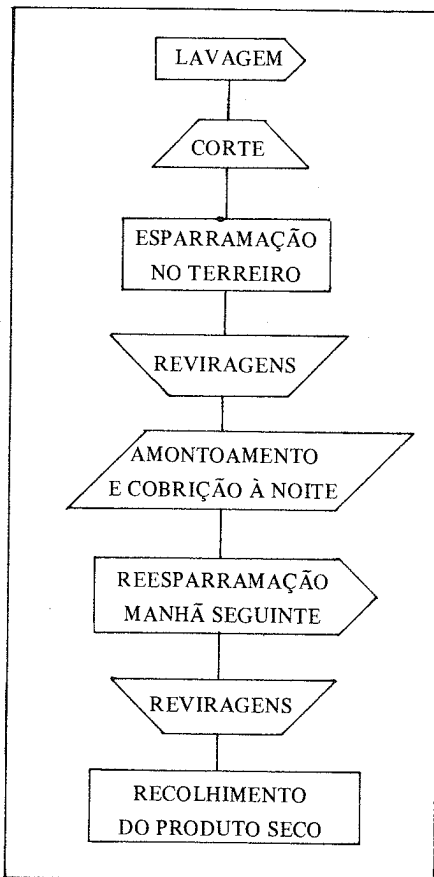 LAVAGEM
CORTE
ESPARRAMAÇÃO
NO TERREIRO
REVIRAGENS
AMONTOAMENTO
E COBRIÇÃO À NOITE
REESPARRAMAÇÃO
MANHÃ SEGUINTE
REVIRAGENS
RECOLHIMENTO
DO PRODUTO SECO